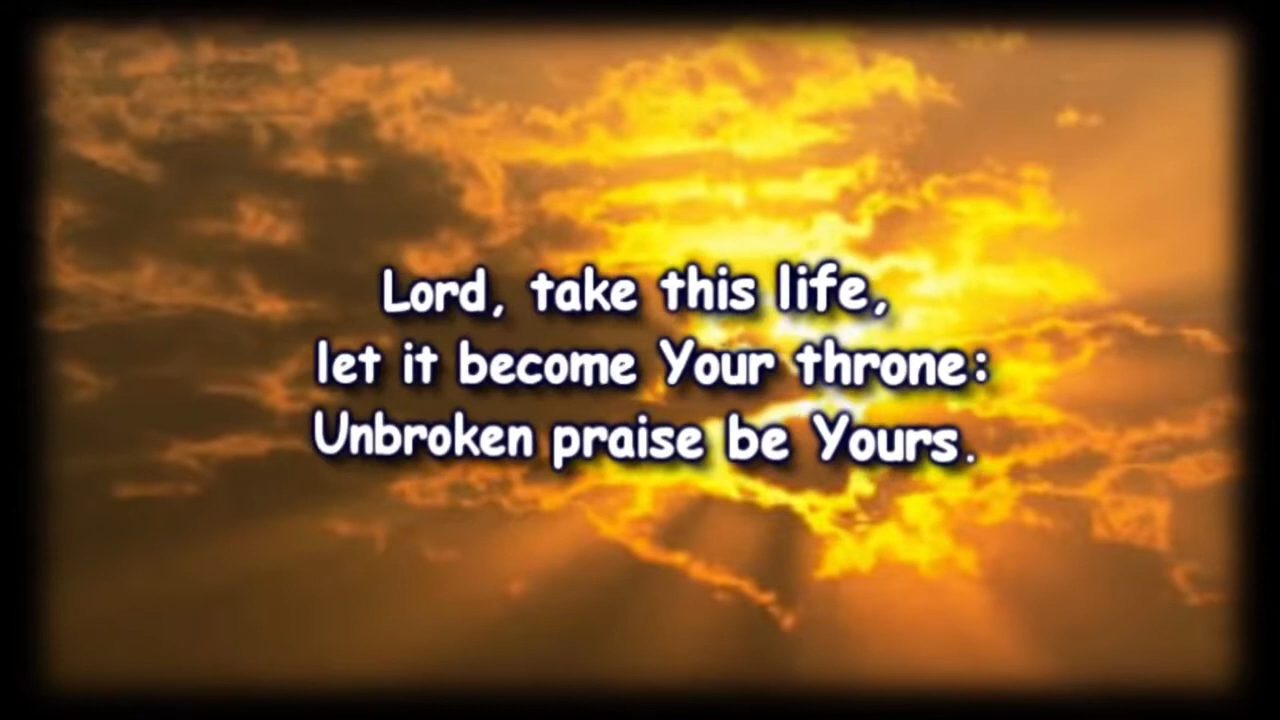 Lord, take this life,
let it become Your throne:
Unbroken praise be Yours.